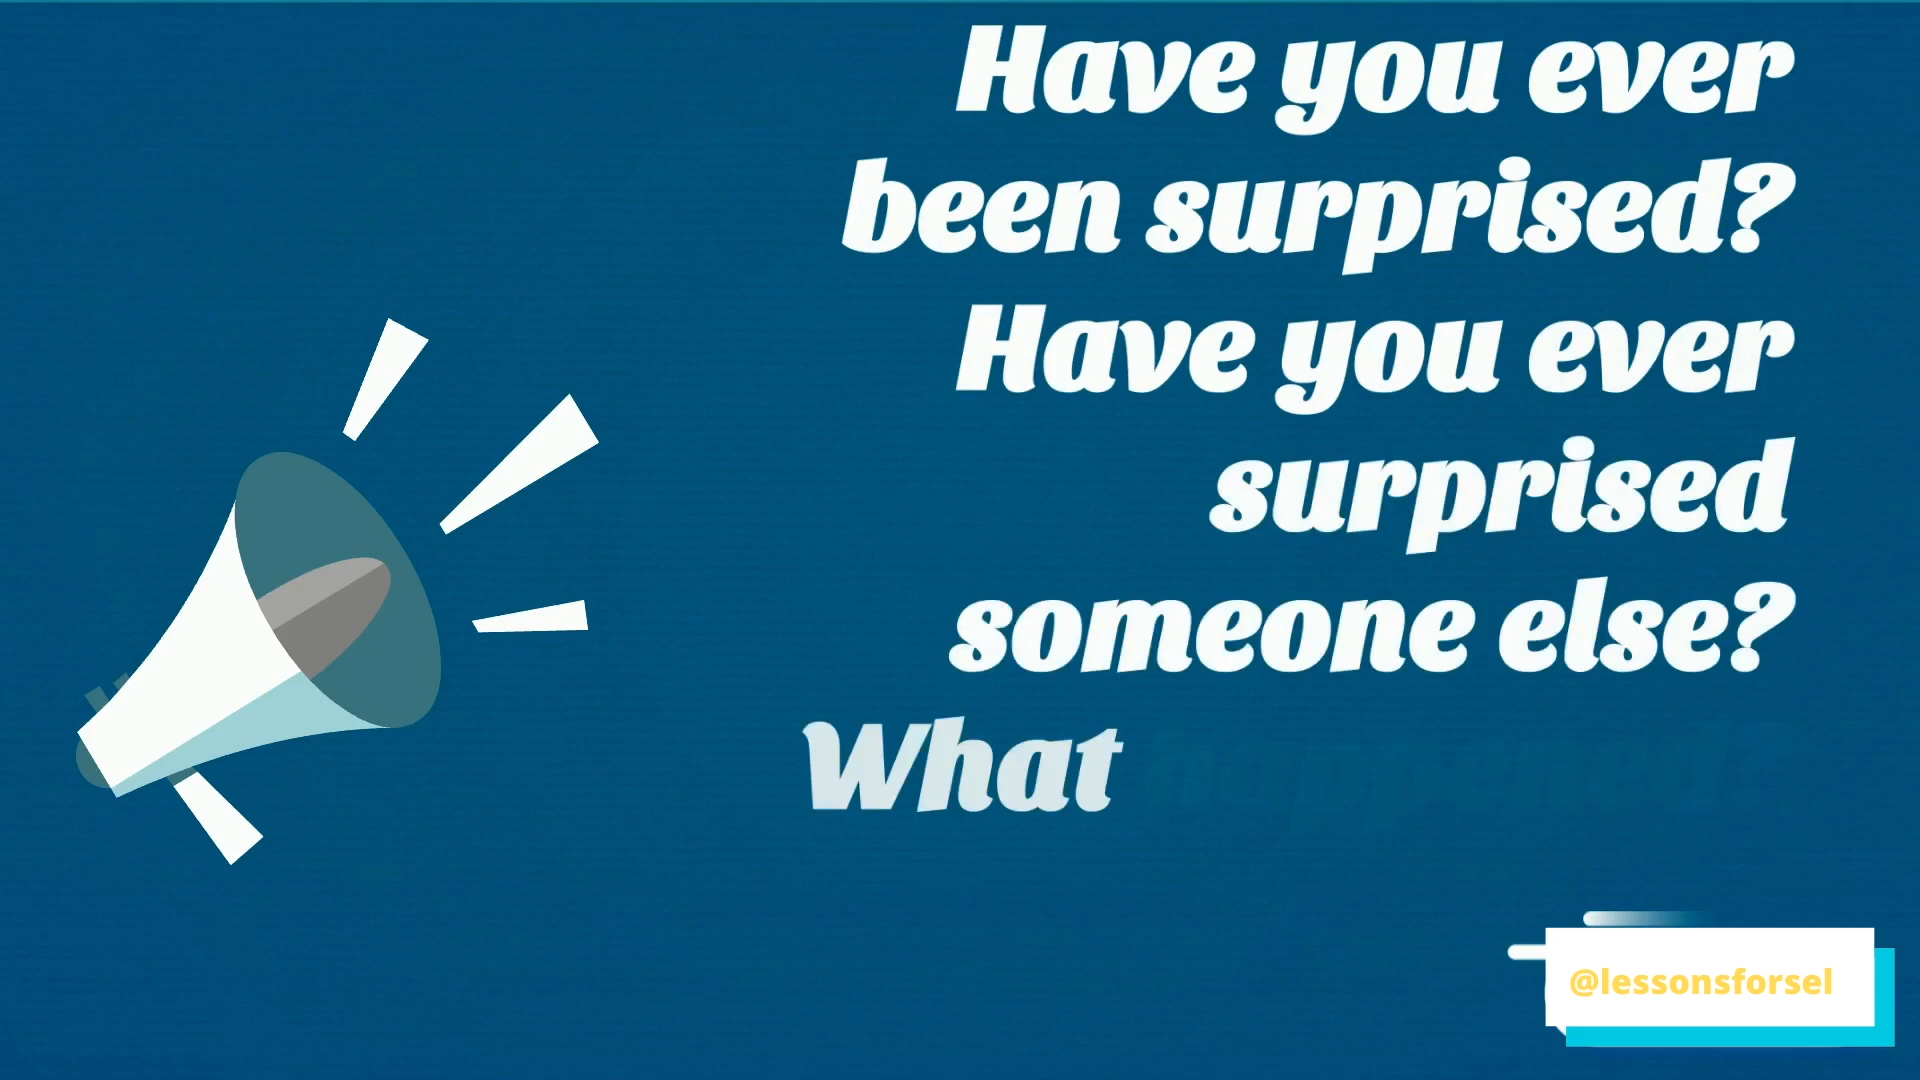 Have you ever
been surprised?
Have you ever
surprised
someone else?
What
@lessonsforsel